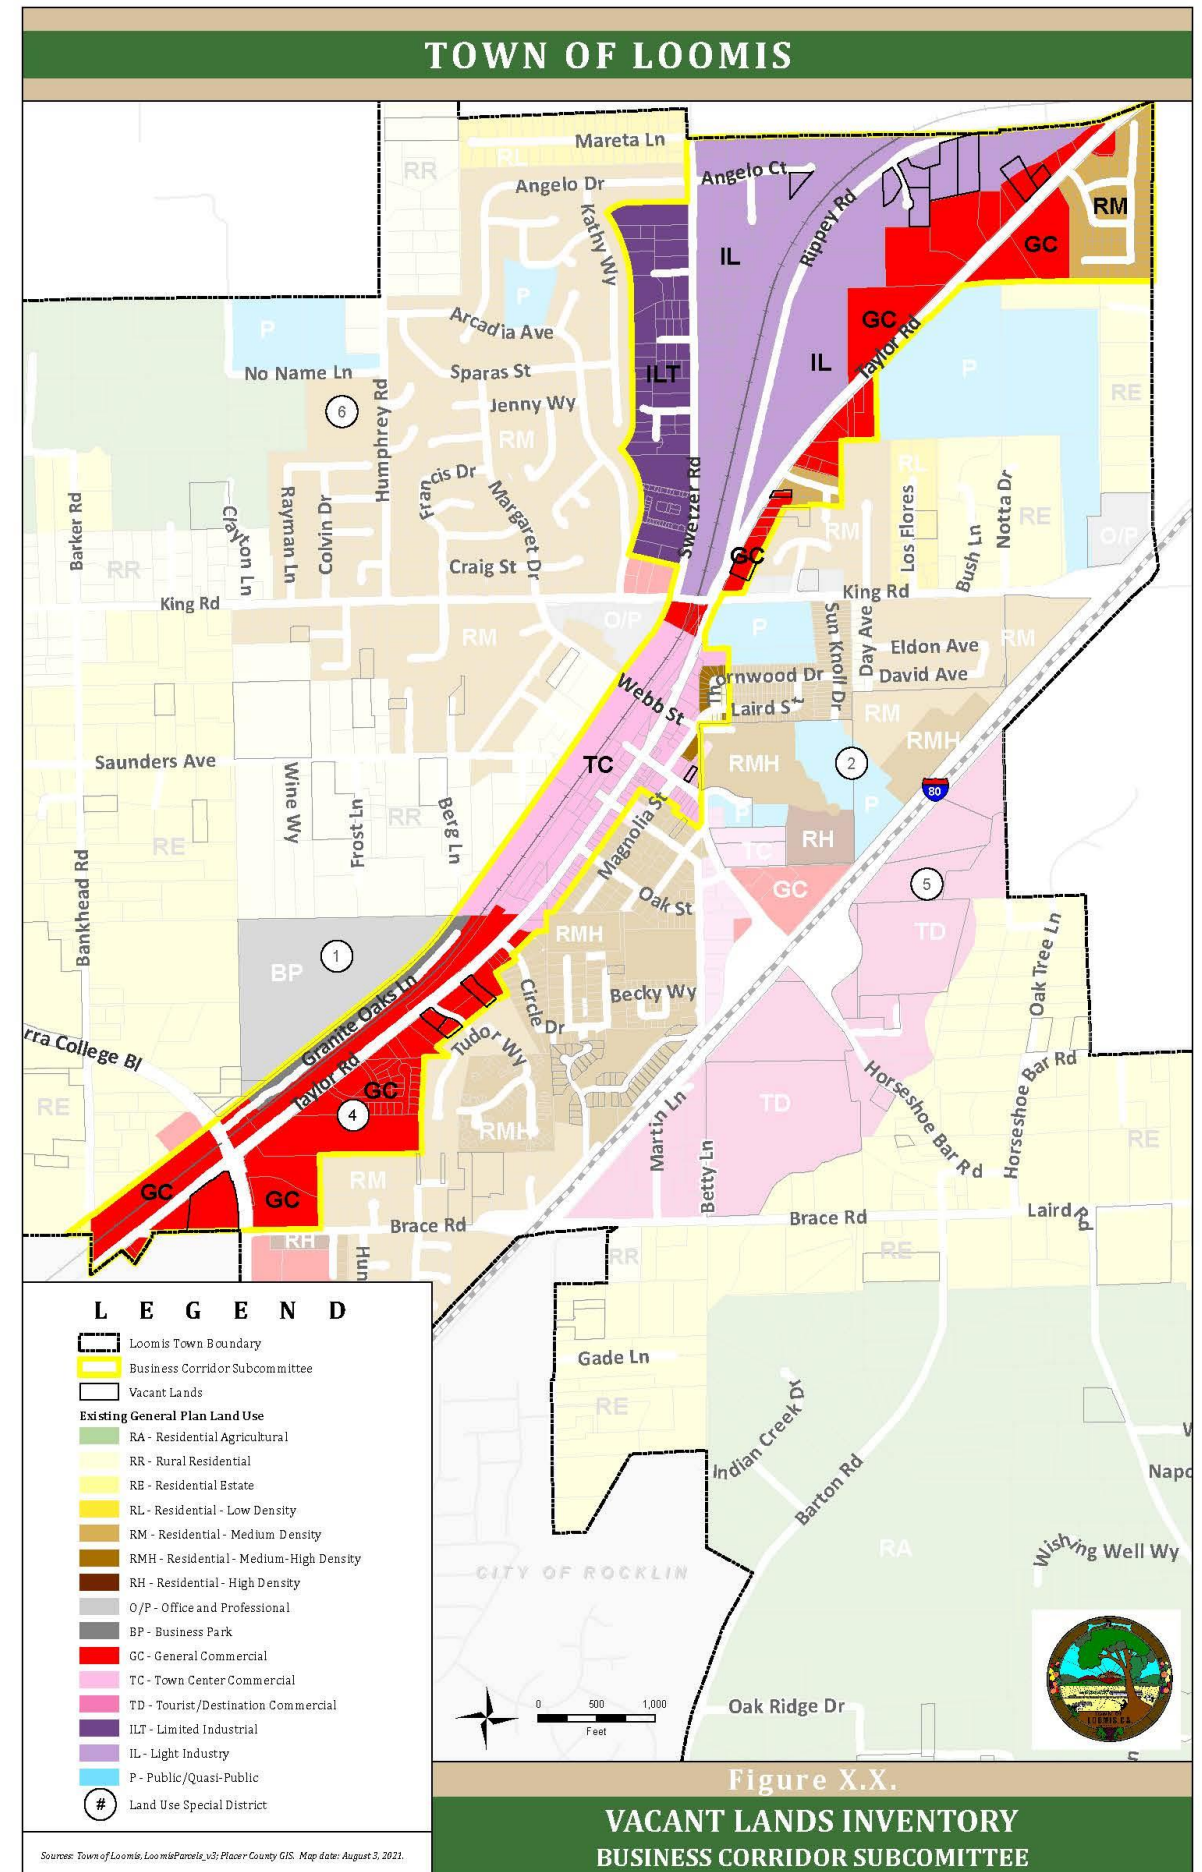 TOWN OF LOOMIS
Mareta Ln
RL
RR
Angelo Dr
Angelo Ct
Kathy Wy
Rippey Rd
RM
GC
IL
P
Arcadia Ave
P
GC
Taylor Rd
IL
P
No Name Ln
Sparas St
ILT
RE
6
Humphrey Rd
Jenny Wy
RM
RL
Francis Dr
Margaret Dr
Swetzer Rd
Los Flores
Bush Ln
Notta Dr
RE
Barker Rd
Clayton Ln
Rayman Ln
Colvin Dr
RM
O/P
RR
Craig St
GC
King Rd
King Rd
O/P
P
Sun Knoll Dr
Day Ave
Eldon Ave
RM
RM
Thornwood Dr
David Ave
Webb St
Laird St
RM
RMH
Saunders Ave
TC
RMH
2
80
Wine Wy
Frost Ln
RR
Berg Ln
P
P
RE
Magnolia St
TC
RH
Bankhead Rd
GC
5
Oak St
1
BP
RMH
TD
Oak Tree Ln
Granite Oaks Ln
Circle Dr
Becky Wy
rra College Bl
Taylor Rd
Tudor Wy
GC
Horseshoe Bar Rd
Horseshoe Bar Rd
RE
4
TD
RMH
Martin Ln
Betty Ln
RE
GC
GC
RM
Brace Rd
Brace Rd
Laird Rd
RH
Hun
RR
RE
Gade Ln
RE
Indian Creek Dr
Barton Rd
Napo
RA
Wishing Well Wy
CITY OF ROCKLIN
Oak Ridge Dr
LEGEND
Loomis Town Boundary
Business Corridor Subcommittee
Vacant Lands
Existing General Plan Land Use
RA - Residential Agricultural
RR - Rural Residential
RE - Residential Estate
RL - Residential - Low Density
RM - Residential - Medium Density
RMH - Residential - Medium-High Density
RH - Residential - High Density
O/P - Office and Professional
BP - Business Park
GC - General Commercial
TC - Town Center Commercial
TD - Tourist/Destination Commercial
ILT - Limited Industrial
IL - Light Industry
P - Public/Quasi-Public
# Land Use Special District
0 500 1,000
Feet
Sources: Town of Loomis, LoomisParcels_v3; Placer County GIS. Map date: August 3, 2021.
Figure X.X.
VACANT LANDS INVENTORY
BUSINESS CORRIDOR SUBCOMITTEE